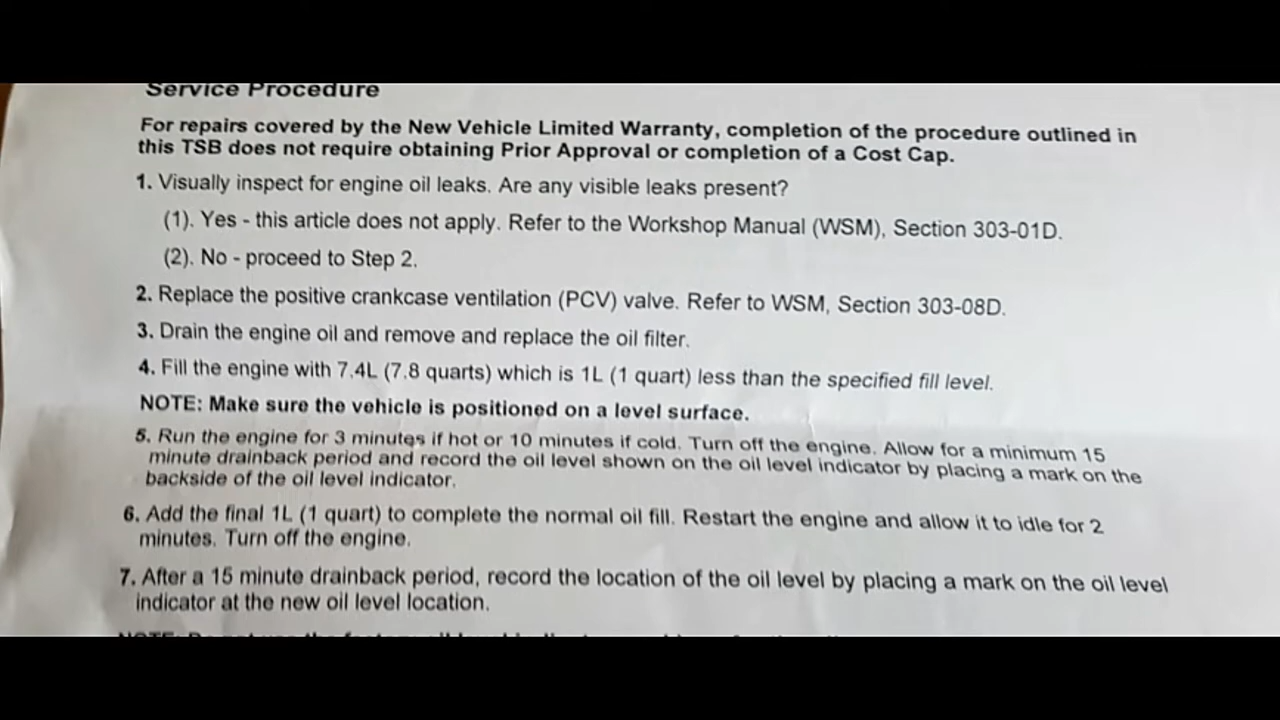 Service Procedure
For repairs covered by the New Vehicle Limited Warranty, completion of the procedure outlined in
this TSB does not require obtaining Prior Approval or completion of a Cost Cap.
1. Visually inspect for engine oil leaks. Are any visible leaks present?
(1). Yes - this article does not apply. Refer to the Workshop Manual (WSM), Section 303-01D.
(2). No - proceed to Step 2.
2. Replace the positive crankcase ventilation (PCV) valve. Refer to WSM, Section 303-08D.
3. Drain the engine oil and remove and replace the oil filter.
4. Fill the engine with 7.4L (7.8 quarts) which is 1L (1 quart) less than the specified fill level.
NOTE: Make sure the vehicle is positioned on a level surface.
5. Run the engine for 3 minutes if hot or 10 minutes if cold. Turn off the engine. Allow for a minimum 15
minute drainback period and record the oil level shown on the oil level indicator by placing a mark on the
backside of the oil level indicator.
6. Add the final 1L (1 quart) to complete the normal oil fill. Restart the engine and allow it to idle for 2
minutes. Turn off the engine.
7. After a 15 minute drainback period, record the location of the oil level by placing a mark on the oil level
indicator at the new oil level location.